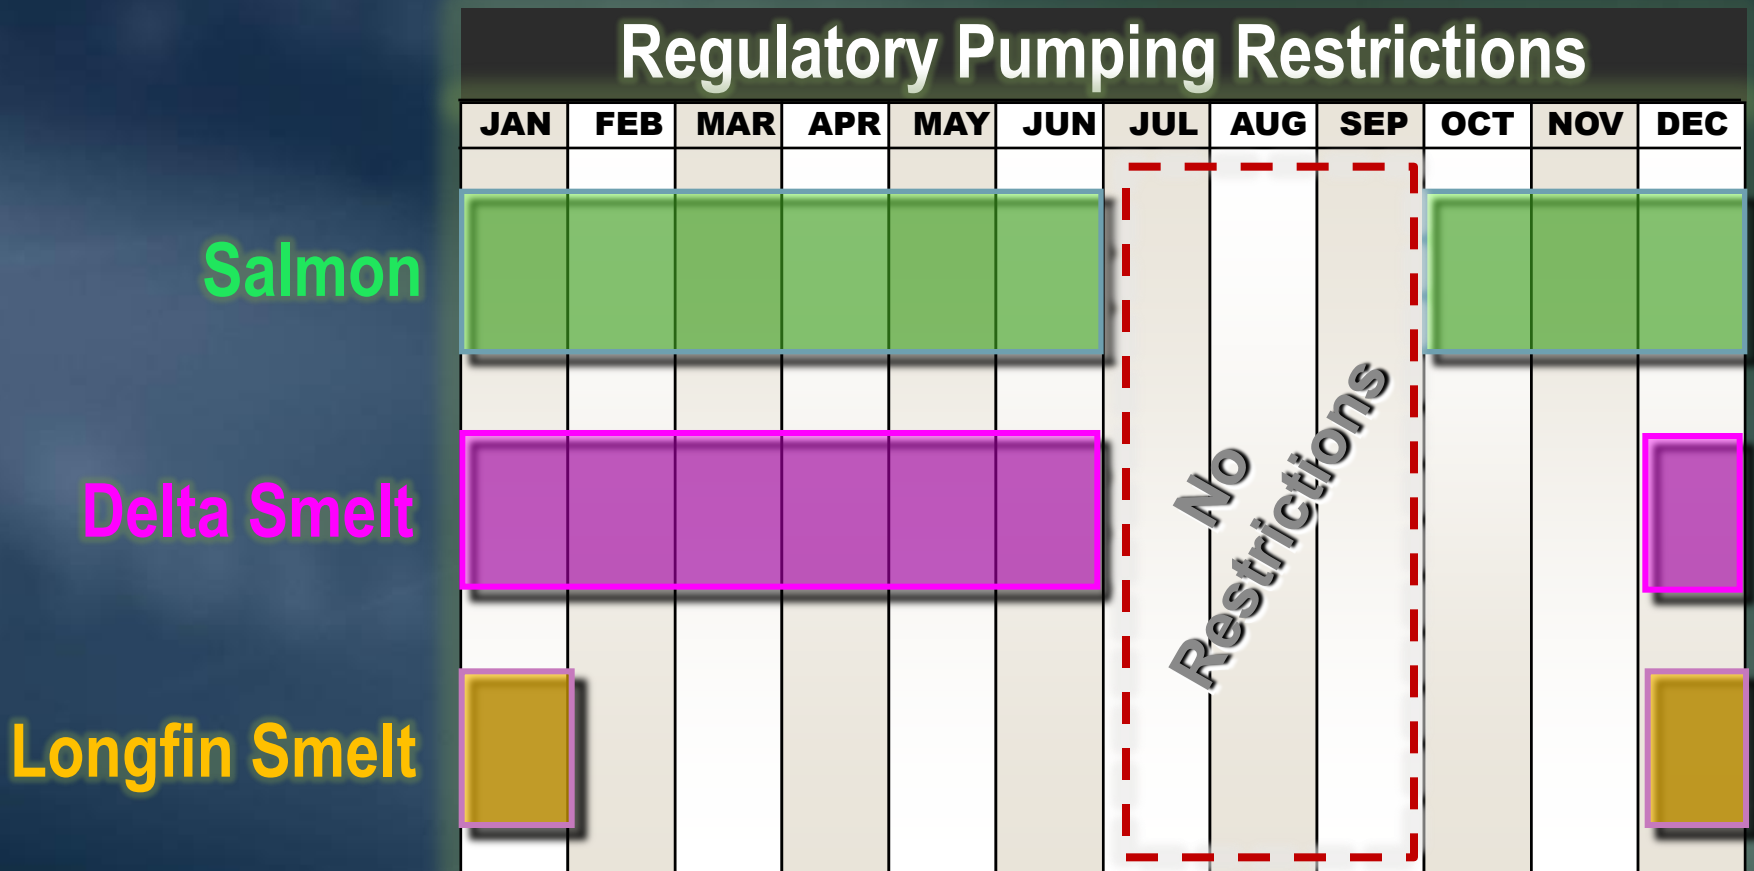 Regulatory Pumping Restrictions
JAN FEB MAR APR MAY JUN JUL AUG SEP OCT NOV DEC
Salmon
Delta Smelt
Longfin Smelt
No
Restrictions